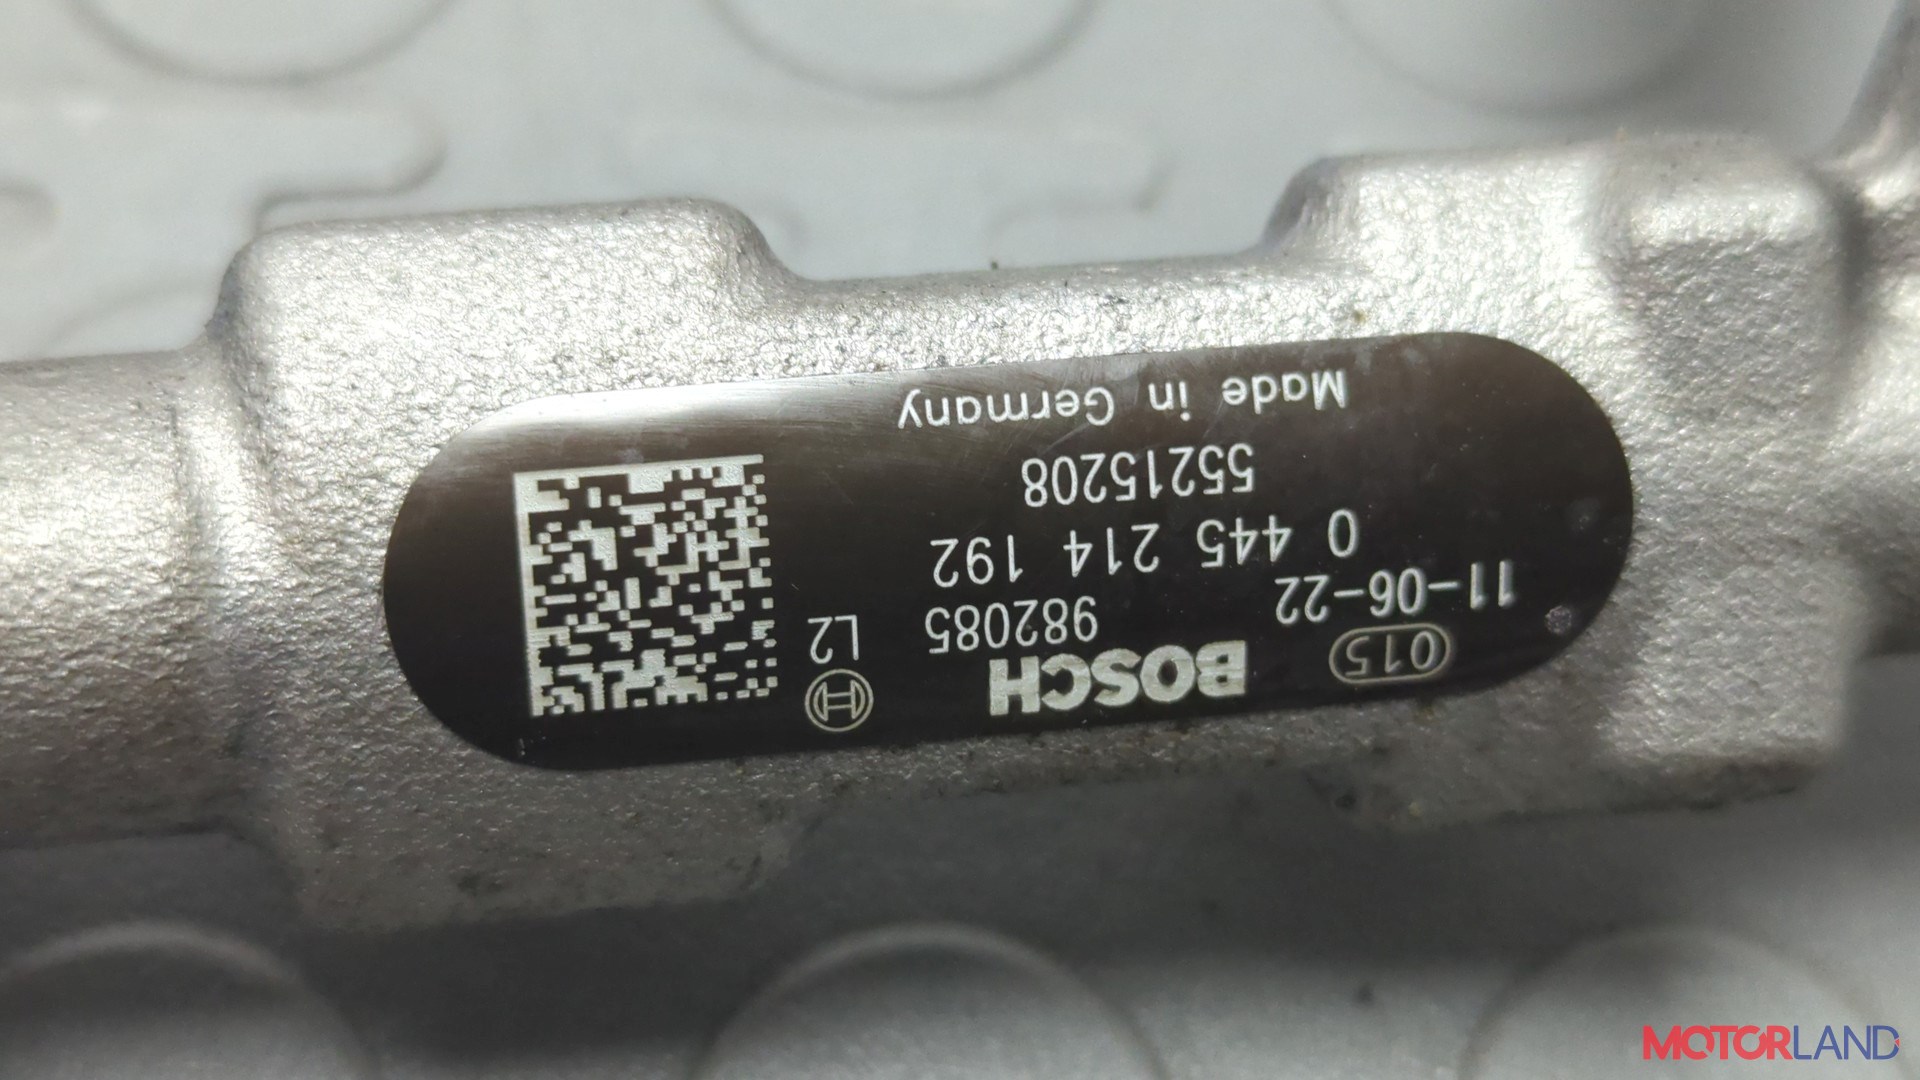 015 BOSCH
11-06-22 982085 L2
0 445 214 192
55215208
Made in Germany
MOTORLAND